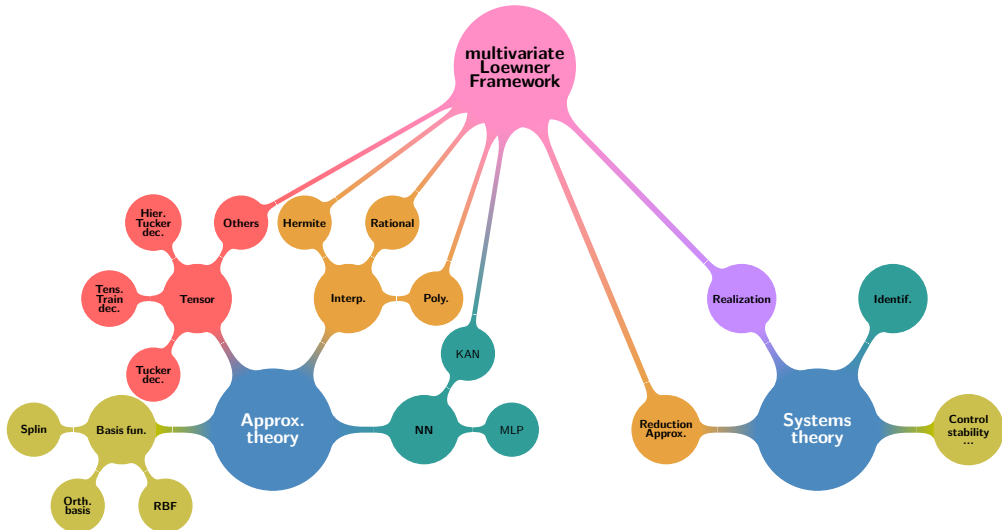 multivariate
Loewner
Framework
Hier.
Tucker
dec.
Others
Hermite
Rational
Tens.
Train
dec.
Tensor
Interp.
Poly.
Realization
Identif.
Tucker
dec.
KAN
Splin
Basis fun.
Approx.
theory
NN
MLP
Reduction
Approx.
Systems
theory
Control
stability
...
Orth.
basis
RBF